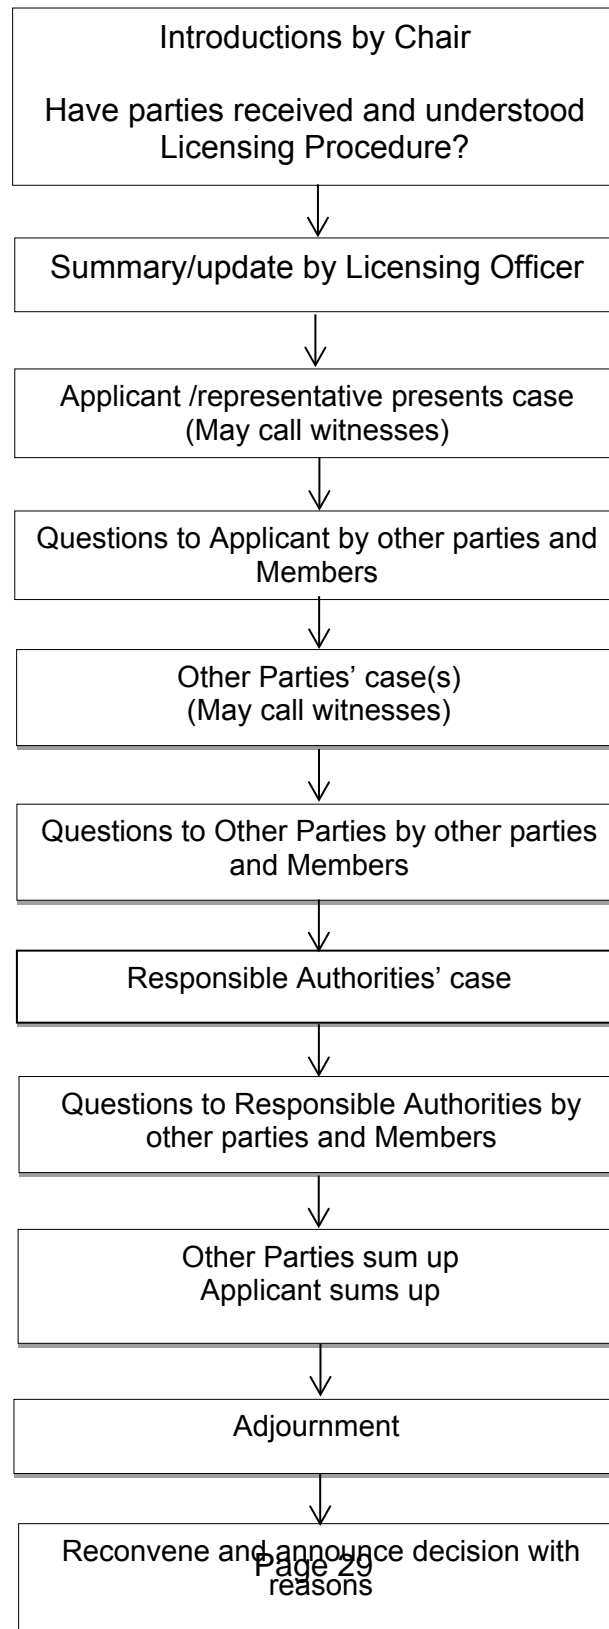 Introductions by Chair
Have parties received and understood
Licensing Procedure?
Summary/update by Licensing Officer
Applicant /representative presents case
(May call witnesses)
Questions to Applicant by other parties and
Members
Other Parties’ case(s)
(May call witnesses)
Questions to Other Parties by other parties
and Members
Responsible Authorities’ case
Questions to Responsible Authorities by
other parties and Members
Other Parties sum up
Applicant sums up
Adjournment
Reconvene and announce decision with
reasons
Page 29